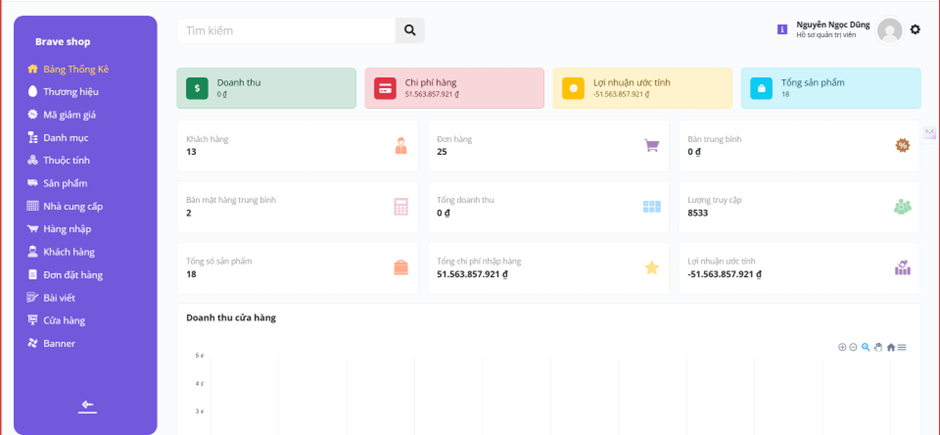 Brave shop
Bảng Thống Kê
Thương hiệu
Mã giảm giá
Danh mục
Thuộc tính
Sản phẩm
Nhà cung cấp
Hàng nhập
Khách hàng
Đơn đặt hàng
Bài viết
Cửa hàng
Banner
Tìm kiếm
Nguyễn Ngọc Dũng
Hồ sơ quản trị viên
Doanh thu
0 ₫
Chi phí hàng
51.563.857.921 ₫
Lợi nhuận ước tính
-51.563.857.921 ₫
Tổng sản phẩm
18
Khách hàng
13
Đơn hàng
25
Bán trung bình
0 ₫
Bán mặt hàng trung bình
2
Tổng doanh thu
0 ₫
Lượng truy cập
8533
Tổng số sản phẩm
18
Tổng chi phí nhập hàng
51.563.857.921 ₫
Lợi nhuận ước tính
-51.563.857.921 ₫
Doanh thu cửa hàng
5 ₫
4 ₫
3 ₫